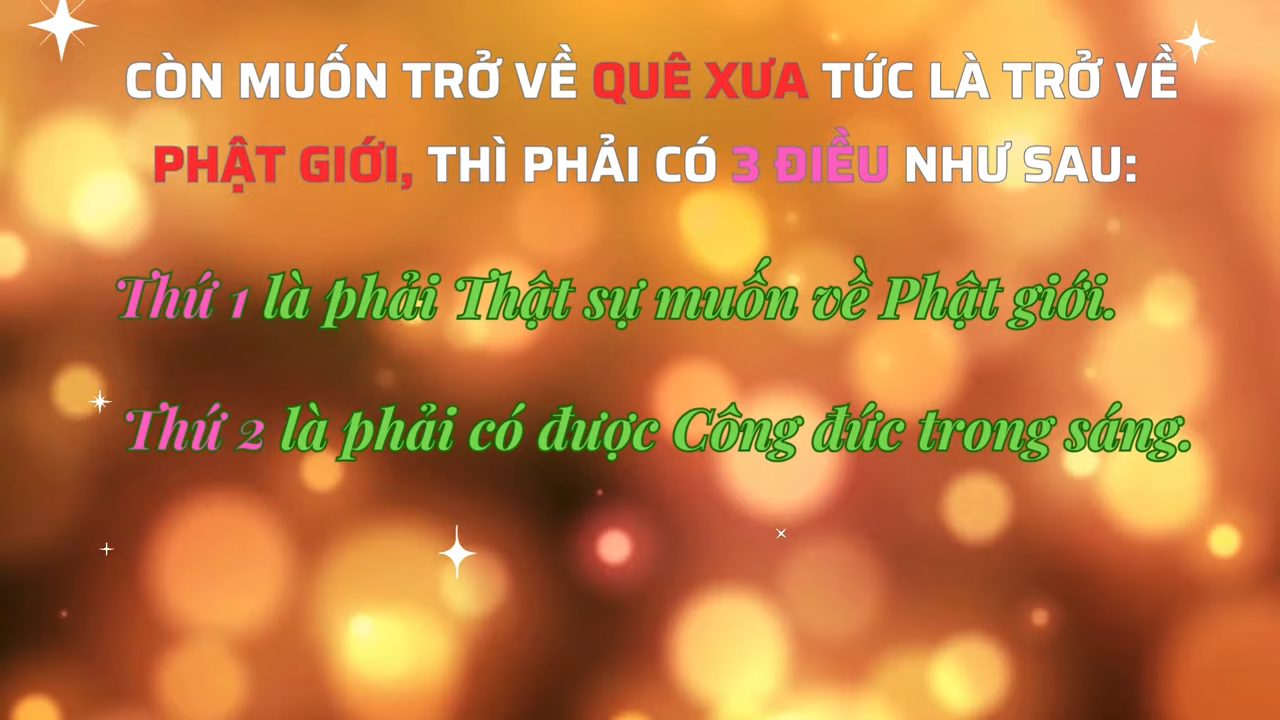 CÒN MUỐN TRỞ VỀ QUÊ XƯA TỨC LÀ TRỞ VỀ
PHẬT GIỚI, THÌ PHẢI CÓ 3 ĐIỀU NHƯ SAU:
Thứ 1 là phải Thật sự muốn về Phật giới.
Thứ 2 là phải có được Công đức trong sáng.